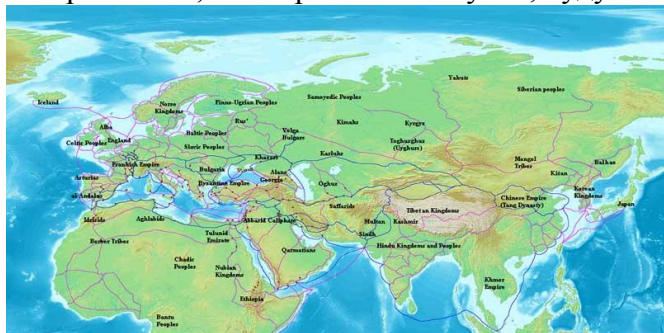 Iceland
Norse
Kingdoms
Finno-Ugrian Peoples
Samoyedic Peoples
Yakuts
Siberian peoples
Alba
Celtic Peoples
England
Baltic Peoples
Rus'
Slavic Peoples
Volga
Bulgars
Kimaks
Kyrgyz
Toghurghuz
(Uyghurs)
Mongol
Tribes
Kitan
Balhae
Frankish Empire
Bulgaria
Khazars
Alans
Georgia
Karluks
Oghuz
Asturias
al-Andalus
Byzantine Empire
Abbasid Caliphate
Saffarids
Multan
Sindh
Kashmir
Tibetan Kingdoms
Chinese Empire
(Tang Dynasty)
Korean
Kingdoms
Japan
Idrisids
Aghlabids
Berber Tribes
Tulunid
Emirate
Qarmatians
Hindu Kingdoms and Peoples
Chadic
Peoples
Nubian
Kingdoms
Khmer
Empire
Ethiopia
Bantu
Peoples